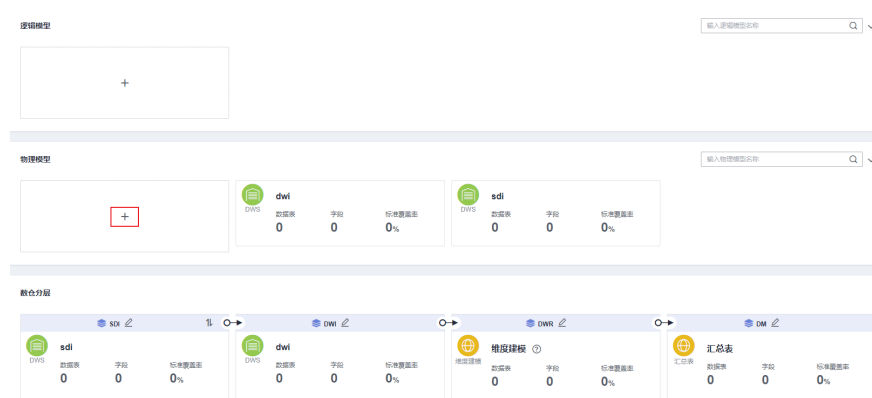 逻辑模型
输入逻辑模型名称
物理模型
输入物理模型名称
DWS
dwi
数据表 字段 标准覆盖率
0 0 0%
DWS
sdi
数据表 字段 标准覆盖率
0 0 0%
数仓分层
SDI DWI DWR DM
DWS
sdi
数据表 字段 标准覆盖率
0 0 0%
DWS
dwi
数据表 字段 标准覆盖率
0 0 0%
维度建模
维度建模
数据表 字段 标准覆盖率
0 0 0%
汇总表
汇总表
数据表 字段 标准覆盖率
0 0 0%